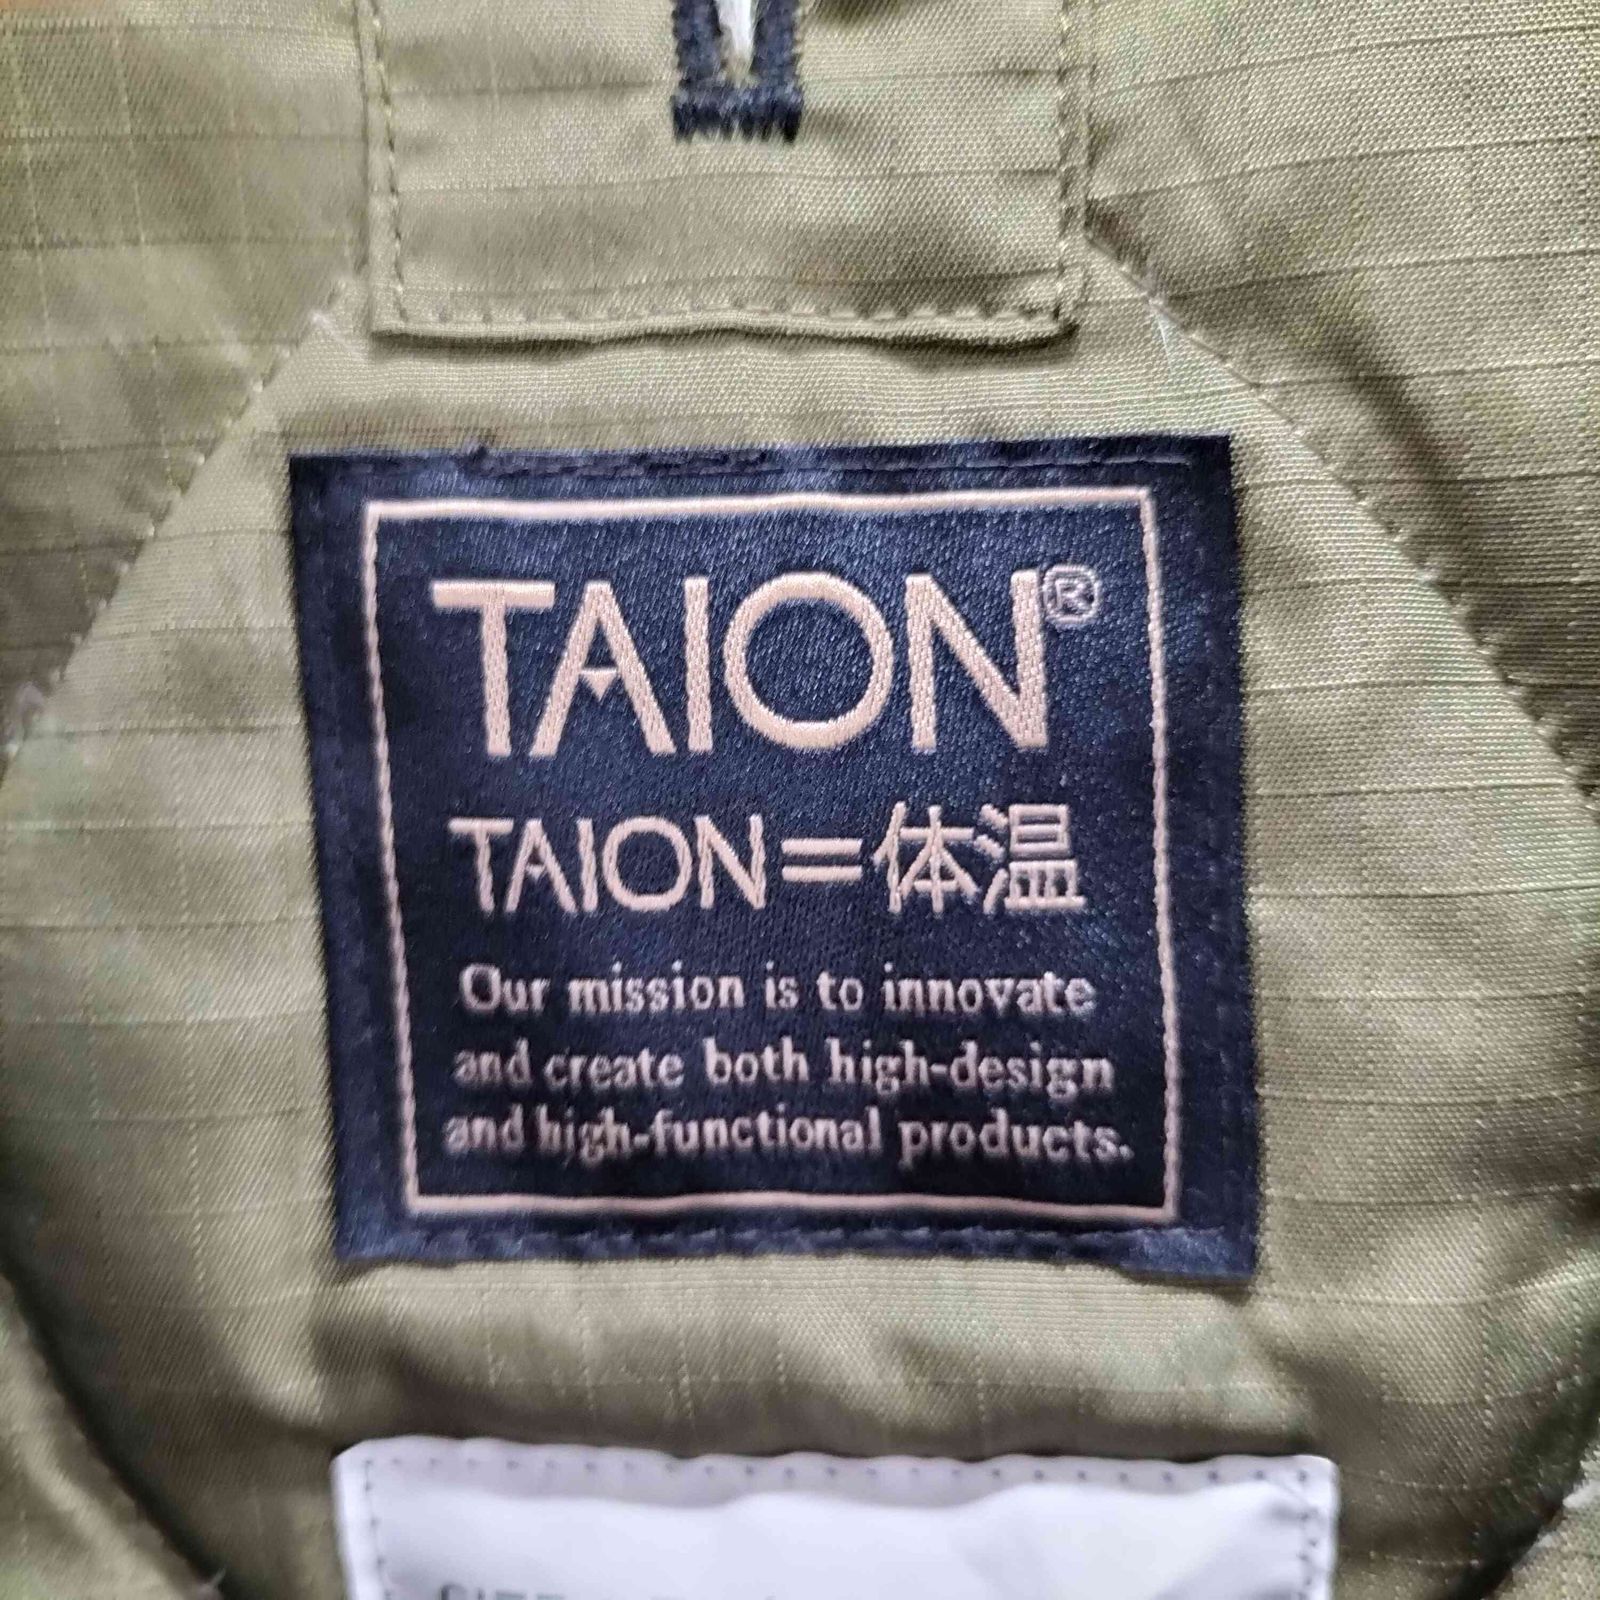 TAION®
TAION=体温
Our mission is to innovate
and create both high-design
and high-functional products.